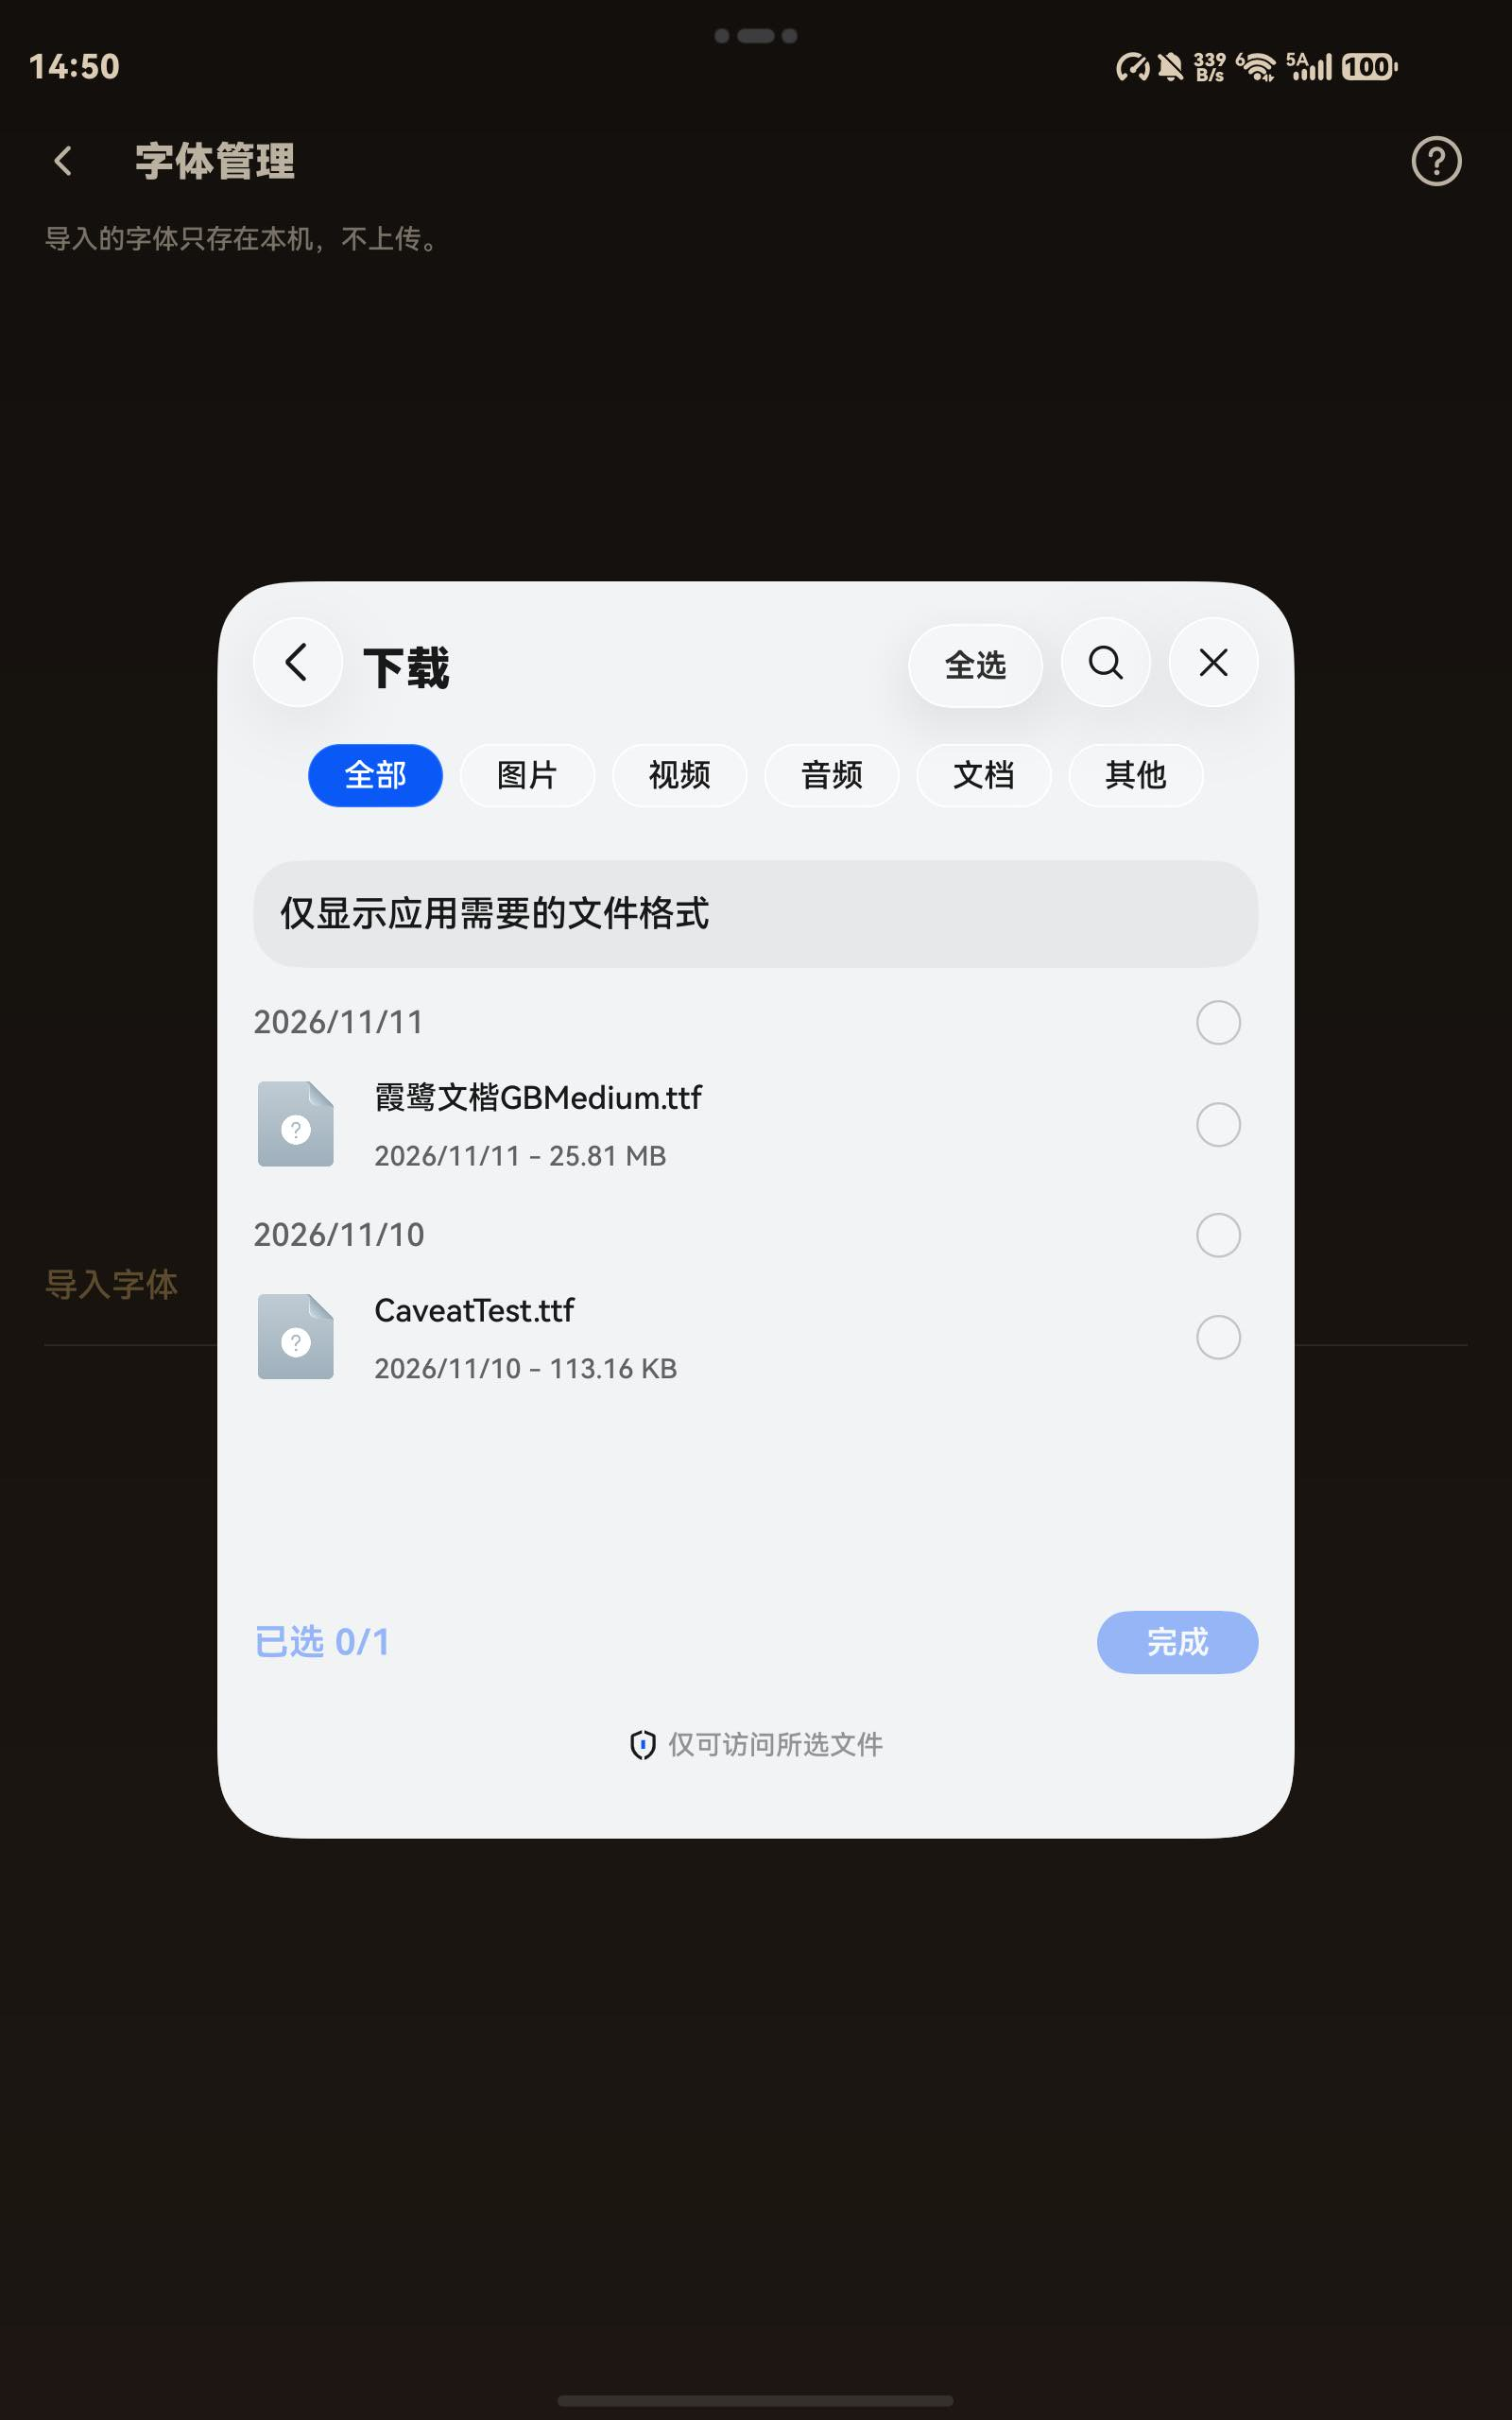 14:50
339 B/s 6 5A 100
字体管理
导入的字体只存在本机，不上传。
下载
全选
全部 图片 视频 音频 文档 其他
仅显示应用需要的文件格式
2026/11/11
霞鹭文楷GBMedium.ttf
2026/11/11 - 25.81 MB
2026/11/10
导入字体
CaveatTest.ttf
2026/11/10 - 113.16 KB
已选 0/1
完成
仅可访问所选文件